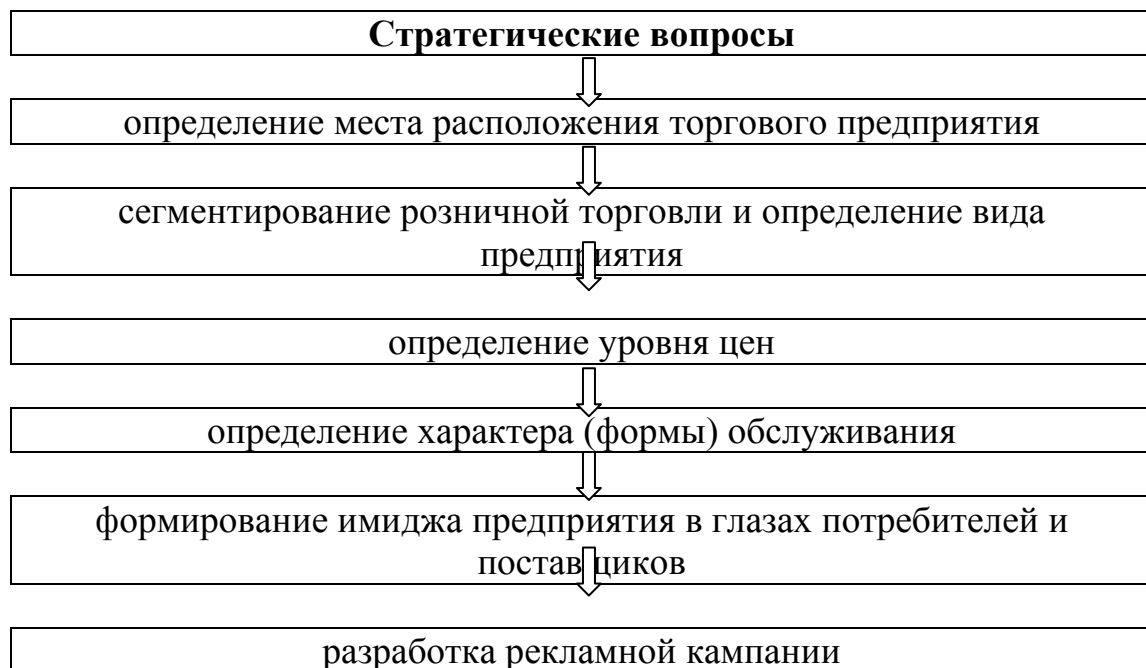 Стратегические вопросы
определение места расположения торгового предприятия
сегментирование розничной торговли и определение вида
предприятия
определение уровня цен
определение характера (формы) обслуживания
формирование имиджа предприятия в глазах потребителей и
поставщиков
разработка рекламной кампании